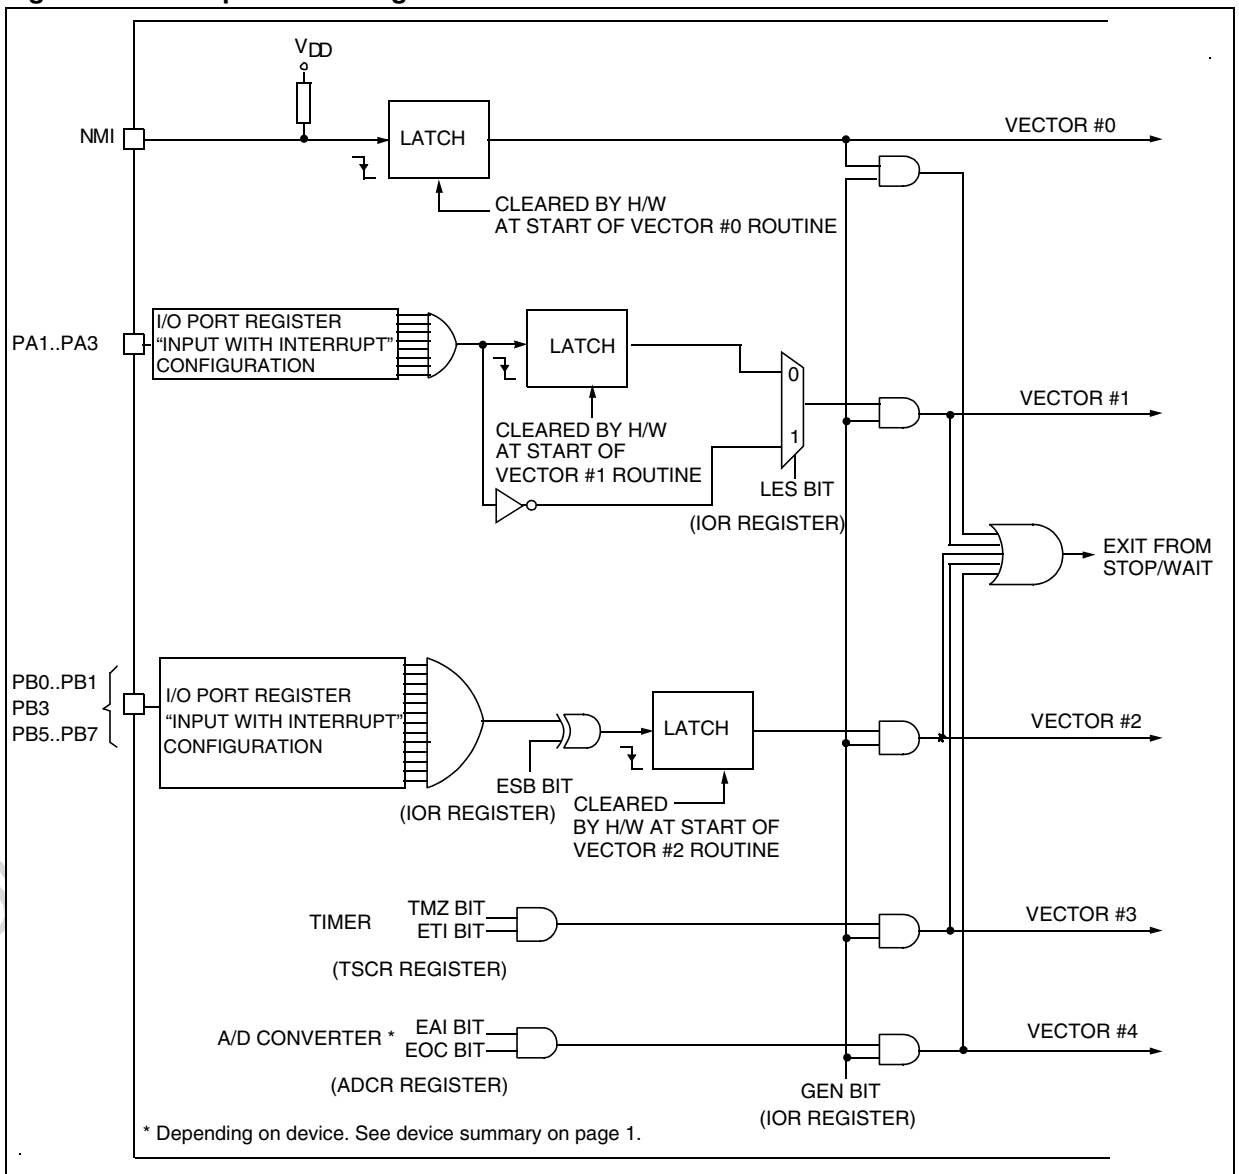 V_DD
NMI
LATCH
VECTOR #0
CLEARED BY H/W
AT START OF VECTOR #0 ROUTINE
PA1..PA3
I/O PORT REGISTER
“INPUT WITH INTERRUPT”
CONFIGURATION
LATCH
0
1
VECTOR #1
CLEARED BY H/W
AT START OF
VECTOR #1 ROUTINE
LES BIT
(IOR REGISTER)
EXIT FROM
STOP/WAIT
PB0..PB1
PB3
PB5..PB7
I/O PORT REGISTER
“INPUT WITH INTERRUPT”
CONFIGURATION
LATCH
VECTOR #2
ESB BIT
(IOR REGISTER)
CLEARED
BY H/W AT START OF
VECTOR #2 ROUTINE
TIMER
TMZ BIT
ETI BIT
(TSCR REGISTER)
VECTOR #3
A/D CONVERTER *
EAI BIT
EOC BIT
(ADCR REGISTER)
VECTOR #4
GEN BIT
(IOR REGISTER)
* Depending on device. See device summary on page 1.